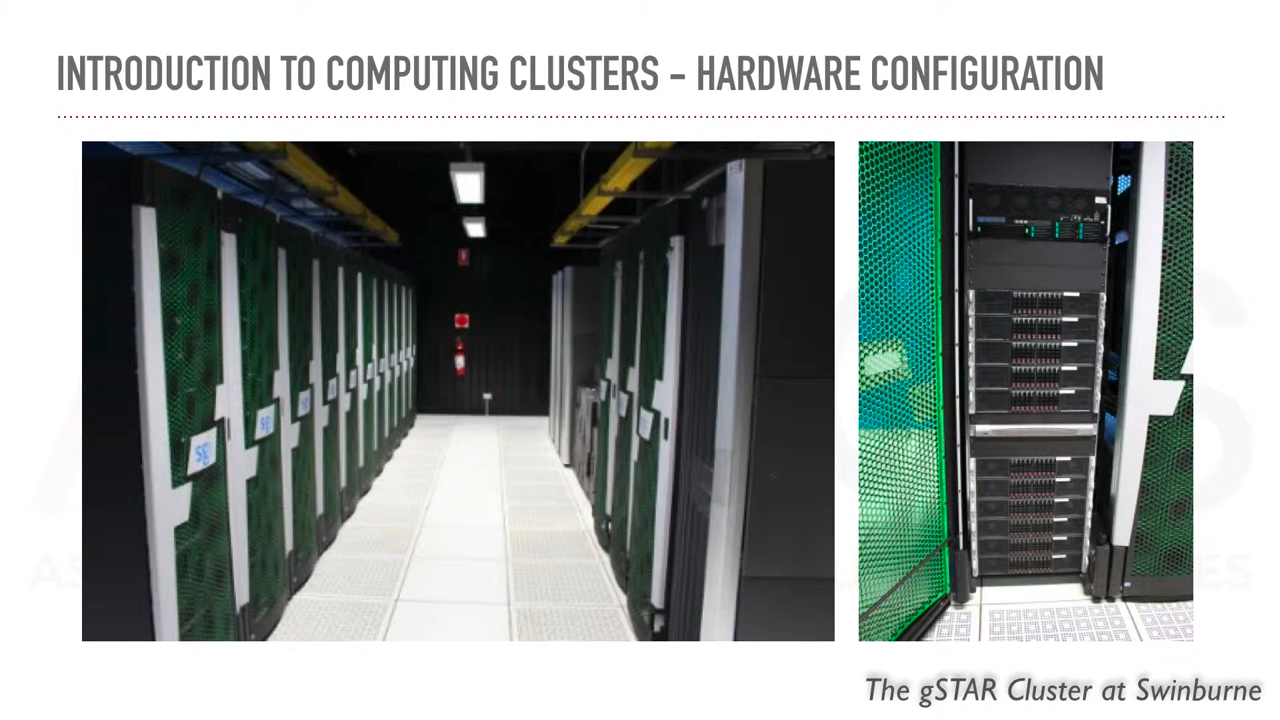 INTRODUCTION TO COMPUTING CLUSTERS – HARDWARE CONFIGURATION
The gSTAR Cluster at Swinburne